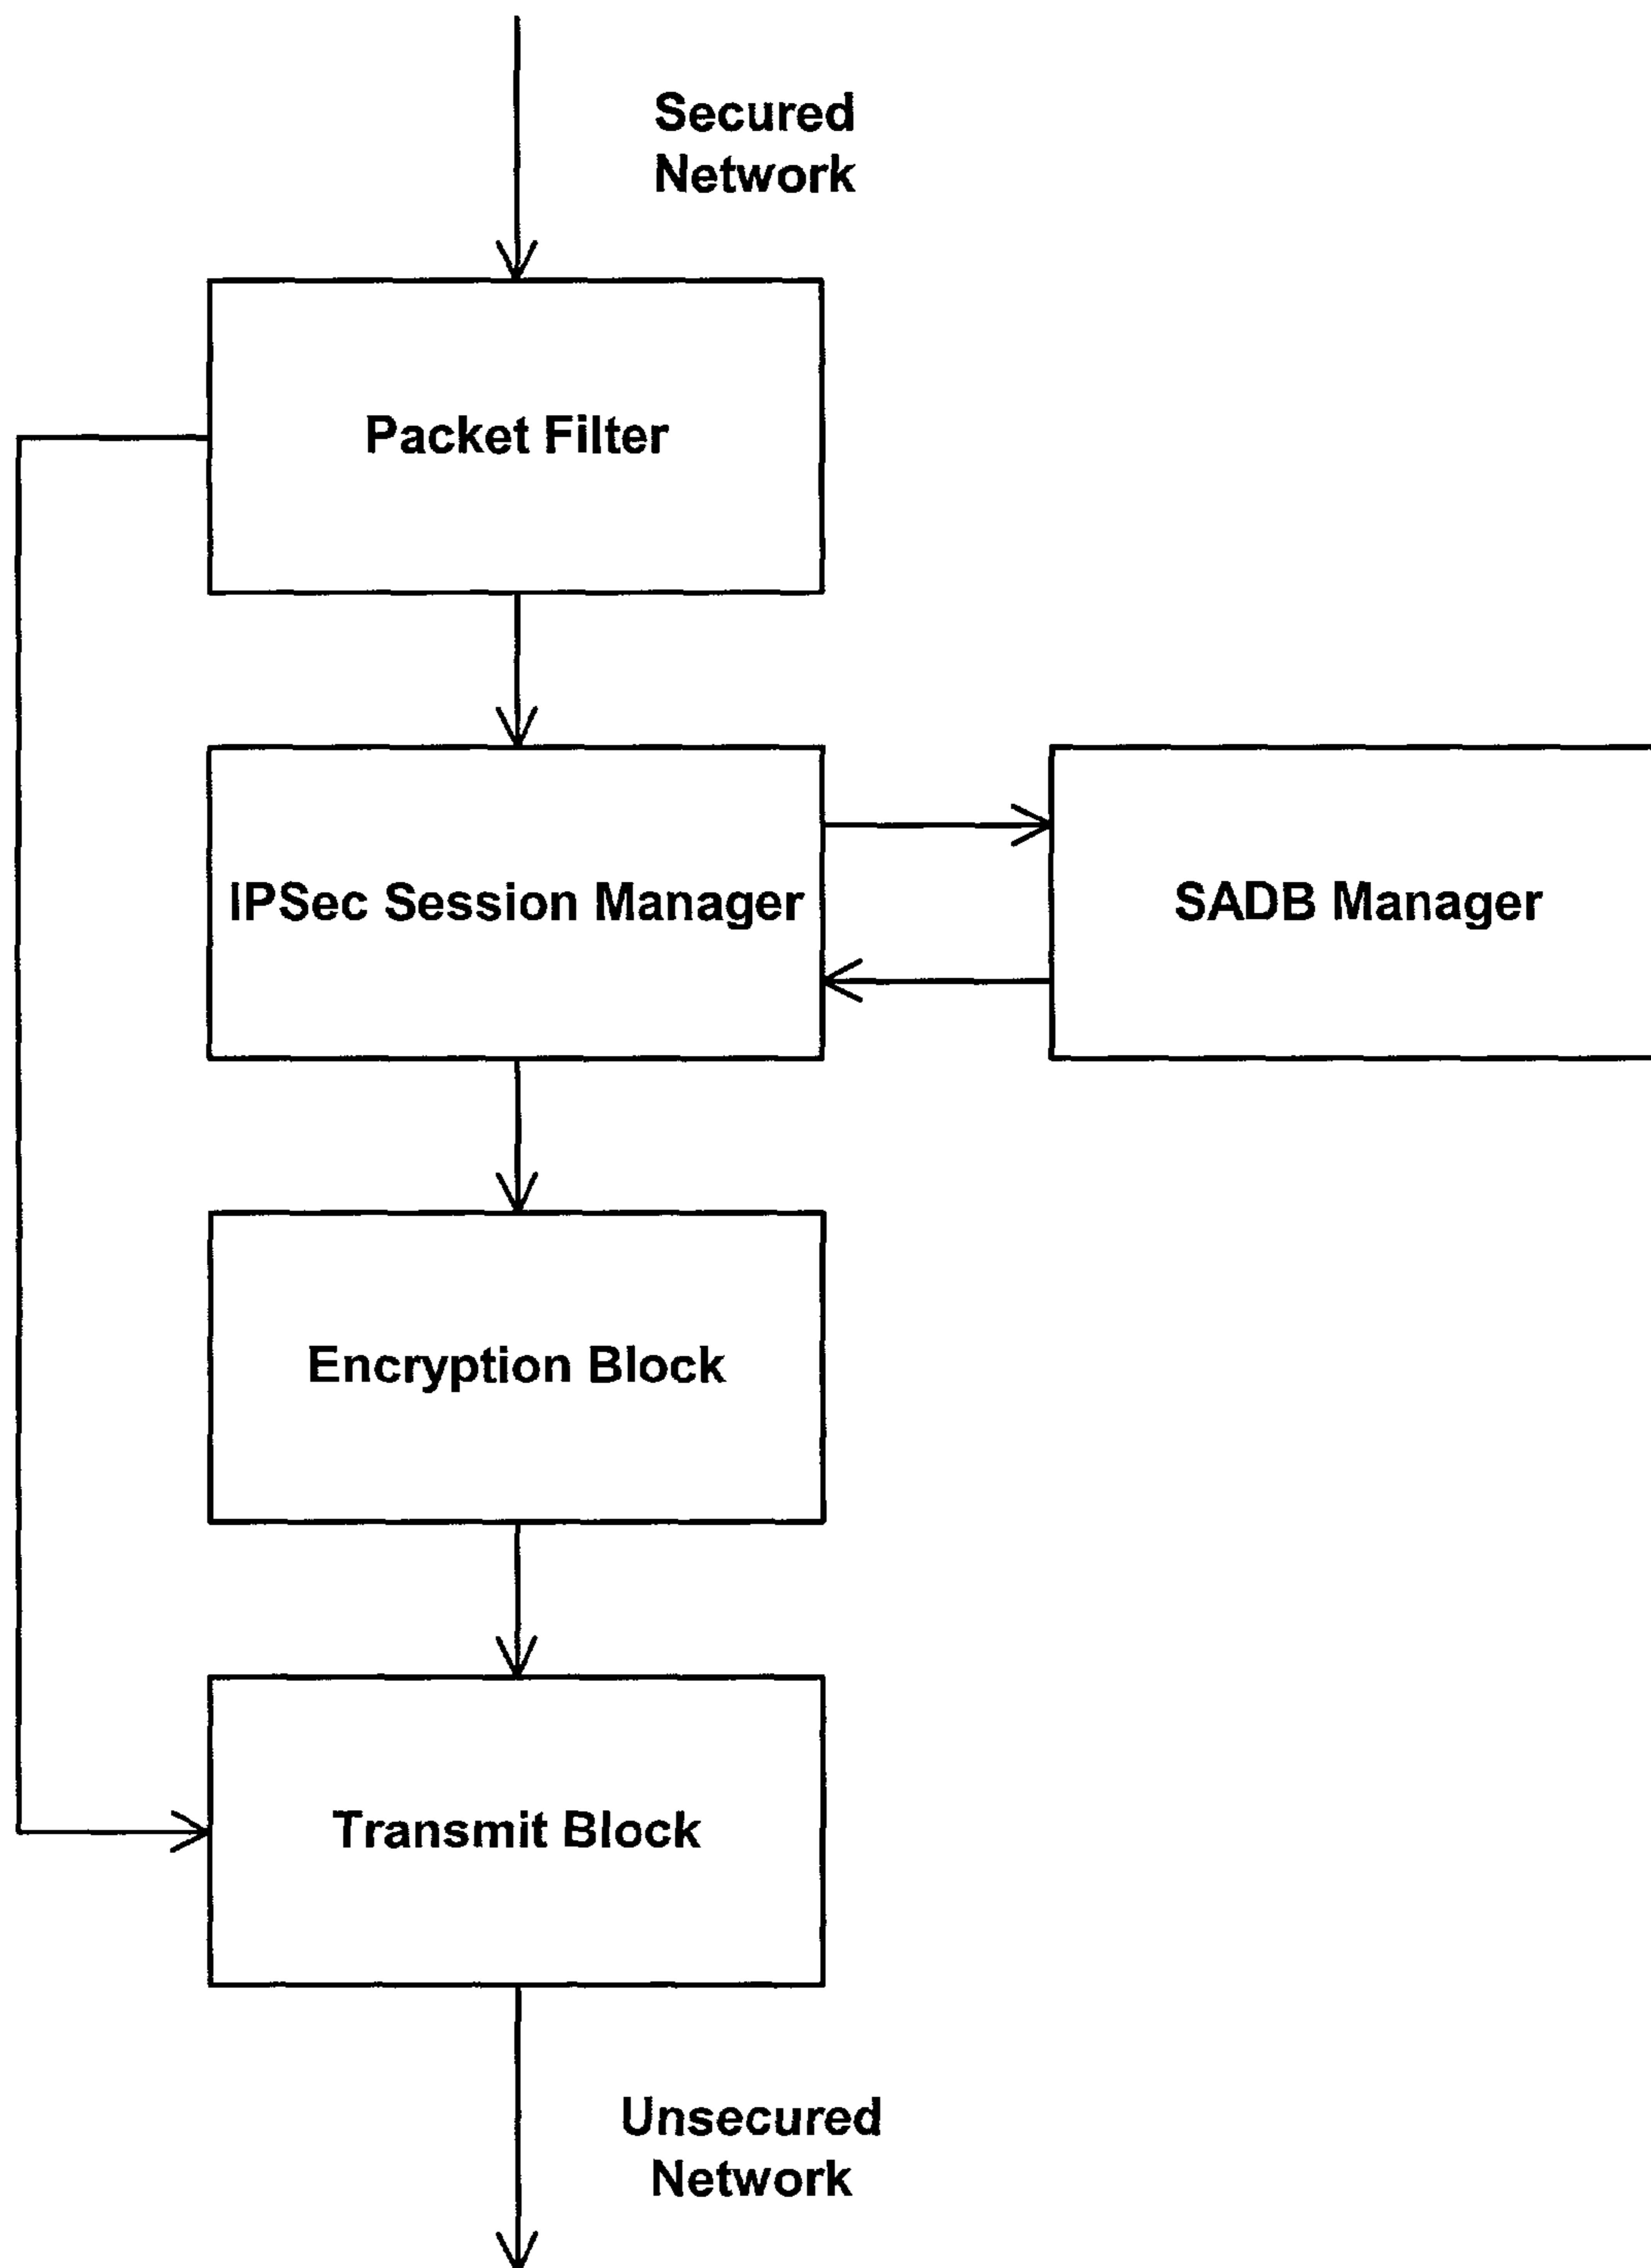 Secured
Network
Packet Filter
IPSec Session Manager
SADB Manager
Encryption Block
Transmit Block
Unsecured
Network